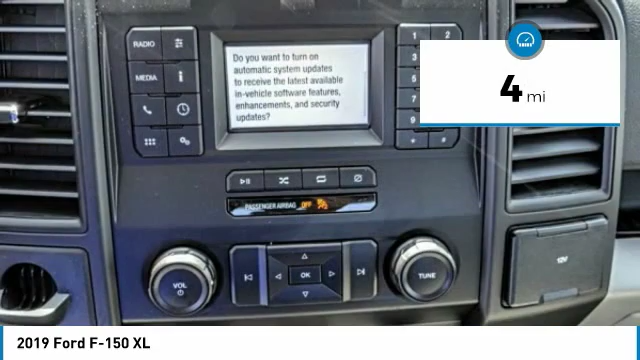 RADIO
MEDIA
Do you want to turn on
automatic system updates
to receive the latest available
in-vehicle software features,
enhancements, and security
updates?
1 2
3
5
7
9
* #
4 mi
PASSENGER AIRBAG OFF
VOL
OK
TUNE
12V
2019 Ford F-150 XL